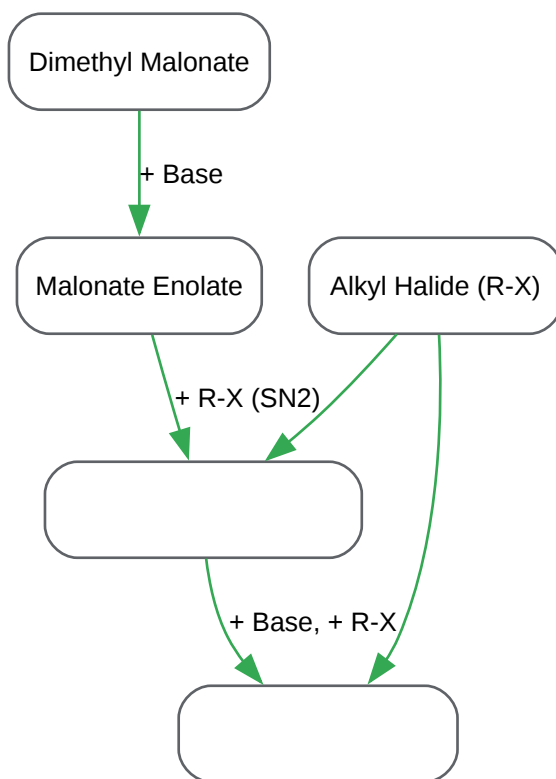 Dimethyl Malonate
+ Base
Malonate Enolate
Alkyl Halide (R-X)
+ R-X (SN2)
+ Base, + R-X